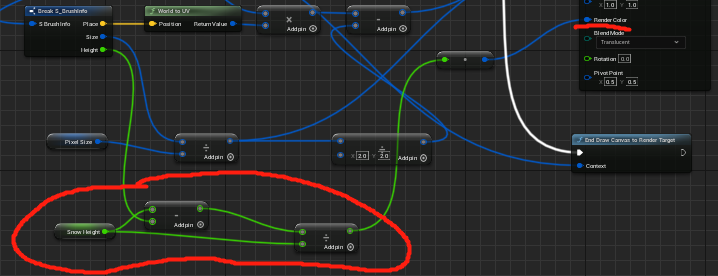 Break S_BrushInfo
S BrushInfo
Place
Size
Height
World to UV
Position
Return Value
×
Addpin
-
Addpin
X 1.0 Y 1.0
Render Color
Blend Mode
Translucent
Rotation 0.0
Pivot Point
X 0.5 Y 0.5
Pixel Size
÷
Addpin
X 2.0 Y 2.0
÷
Addpin
End Draw Canvas to Render Target
Context
Snow Height
-
Addpin
÷
Addpin